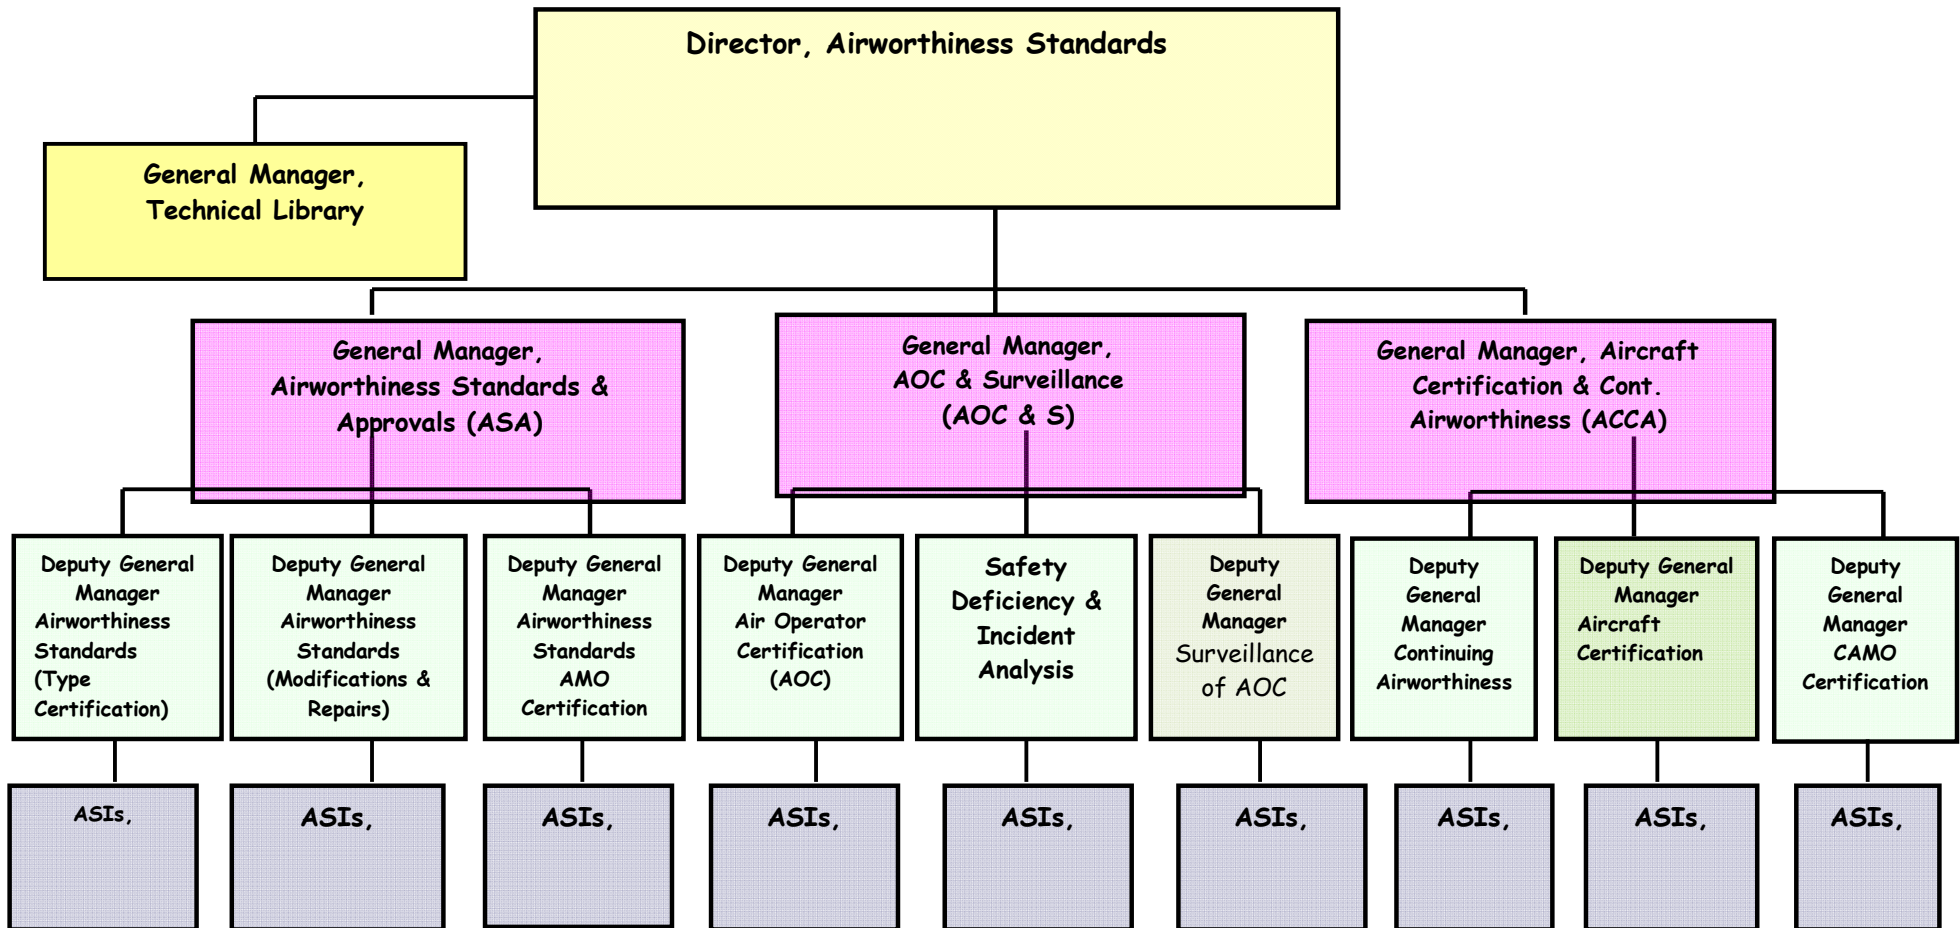 Director, Airworthiness Standards
General Manager,
Technical Library
General Manager,
Airworthiness Standards &
Approvals (ASA)
General Manager,
AOC & Surveillance
(AOC & S)
General Manager, Aircraft
Certification & Cont.
Airworthiness (ACCA)
Deputy General
Manager
Airworthiness
Standards
(Type
Certification)
Deputy General
Manager
Airworthiness
Standards
(Modifications &
Repairs)
Deputy General
Manager
Airworthiness
Standards
AMO
Certification
Deputy General
Manager
Air Operator
Certification
(AOC)
Safety
Deficiency &
Incident
Analysis
Deputy
General
Manager
Surveillance
of AOC
Deputy
General
Manager
Continuing
Airworthiness
Deputy General
Manager
Aircraft
Certification
Deputy
General
Manager
CAMO
Certification
ASIs,
ASIs,
ASIs,
ASIs,
ASIs,
ASIs,
ASIs,
ASIs,
ASIs,